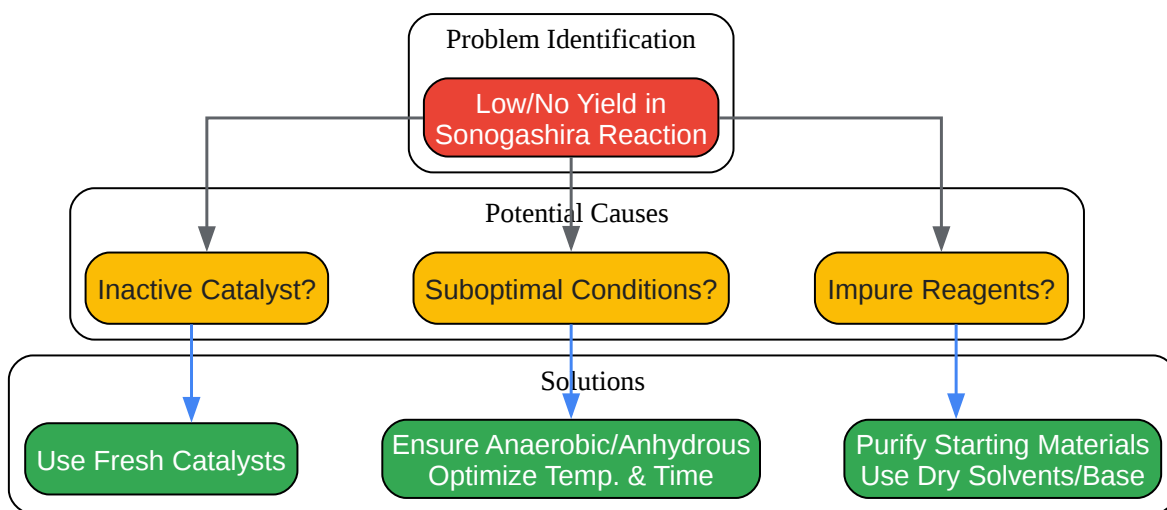 Problem Identification
Low/No Yield in
Sonogashira Reaction
Potential Causes
Inactive Catalyst?
Suboptimal Conditions?
Impure Reagents?
Solutions
Use Fresh Catalysts
Ensure Anaerobic/Anhydrous
Optimize Temp. & Time
Purify Starting Materials
Use Dry Solvents/Base